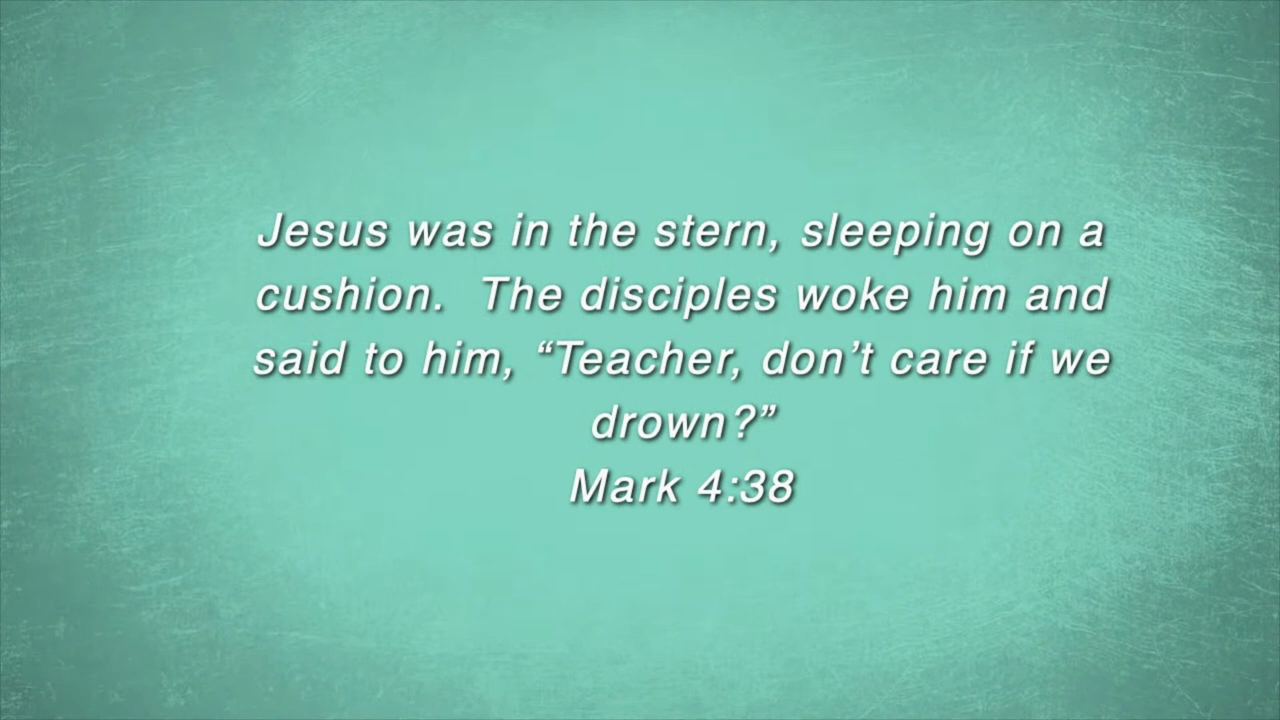 Jesus was in the stern, sleeping on a
cushion.  The disciples woke him and
said to him, “Teacher, don’t care if we
drown?”
Mark 4:38